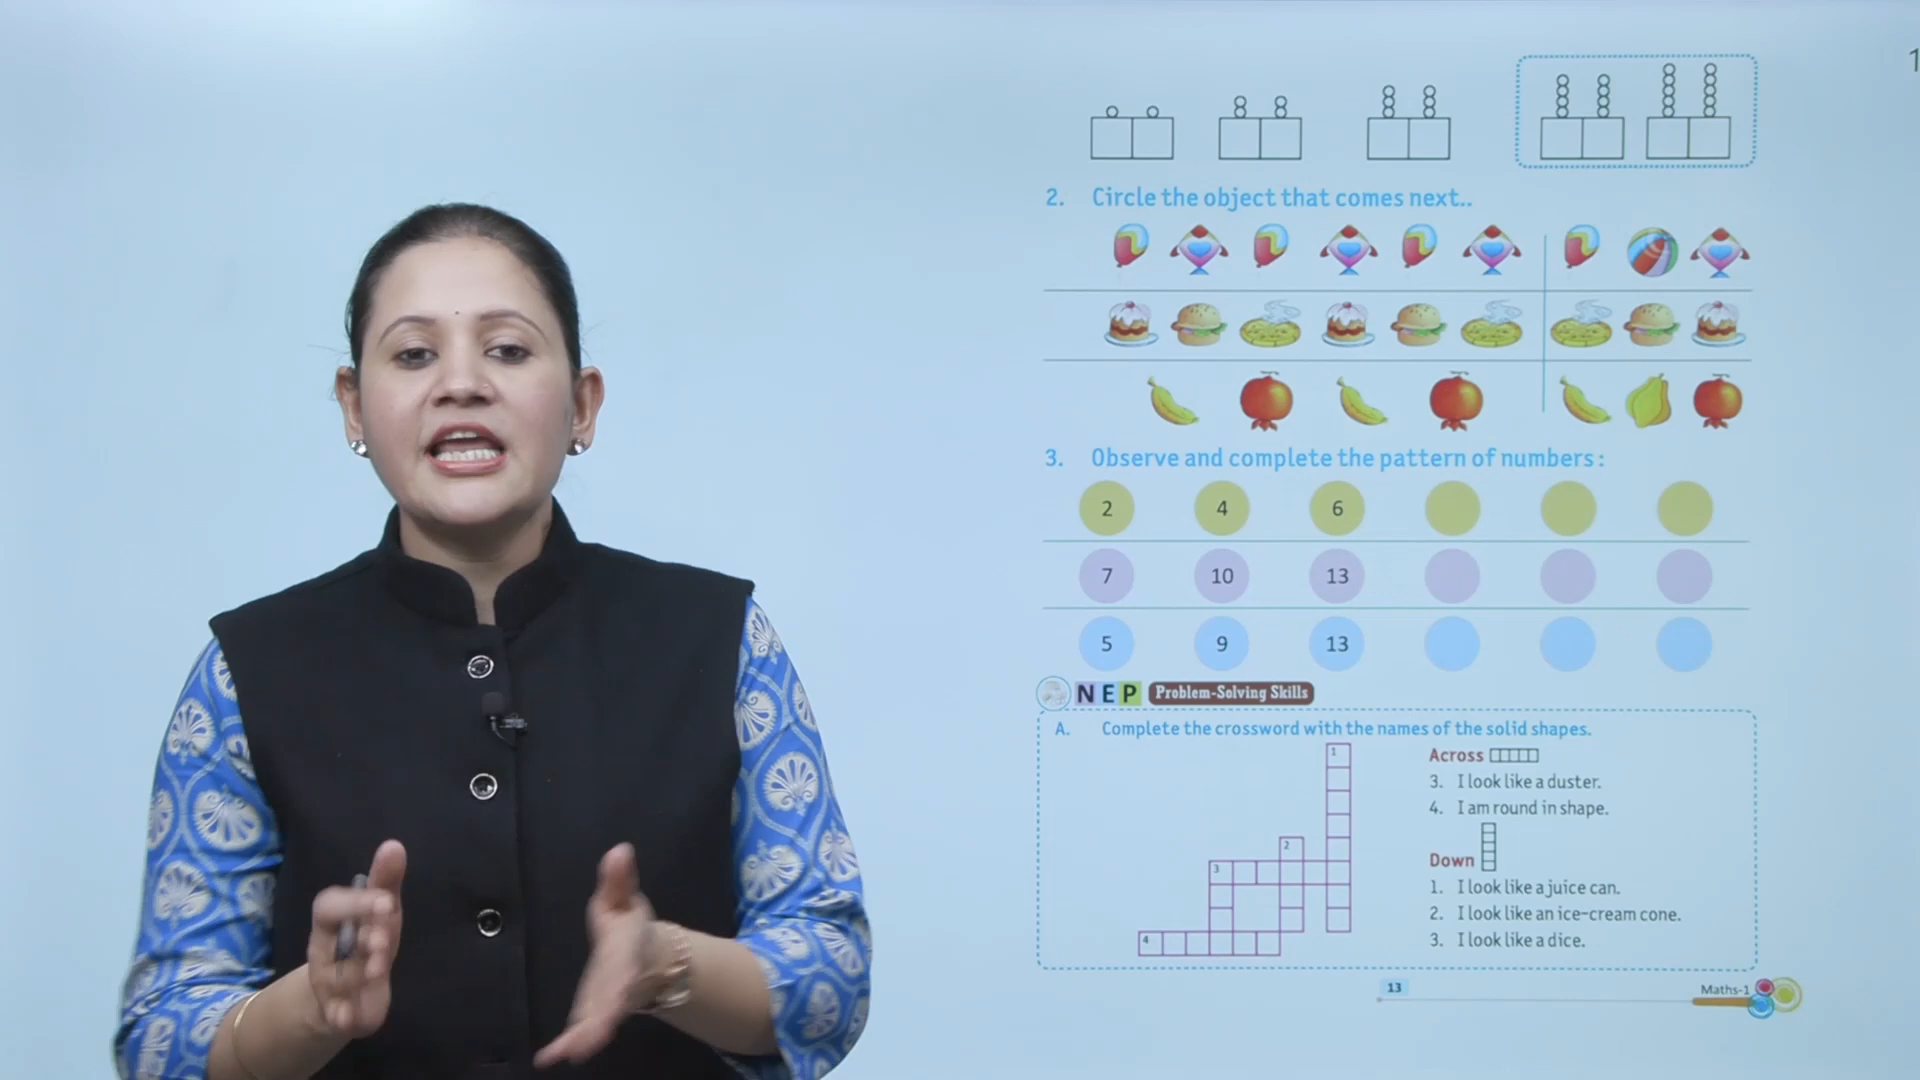 1
2. Circle the object that comes next..
3. Observe and complete the pattern of numbers :
2 4 6
7 10 13
5 9 13
NEP Problem-Solving Skills
A. Complete the crossword with the names of the solid shapes.
1
2
3
4
Across
3. I look like a duster.
4. I am round in shape.
Down
1. I look like a juice can.
2. I look like an ice-cream cone.
3. I look like a dice.
13
Maths-1